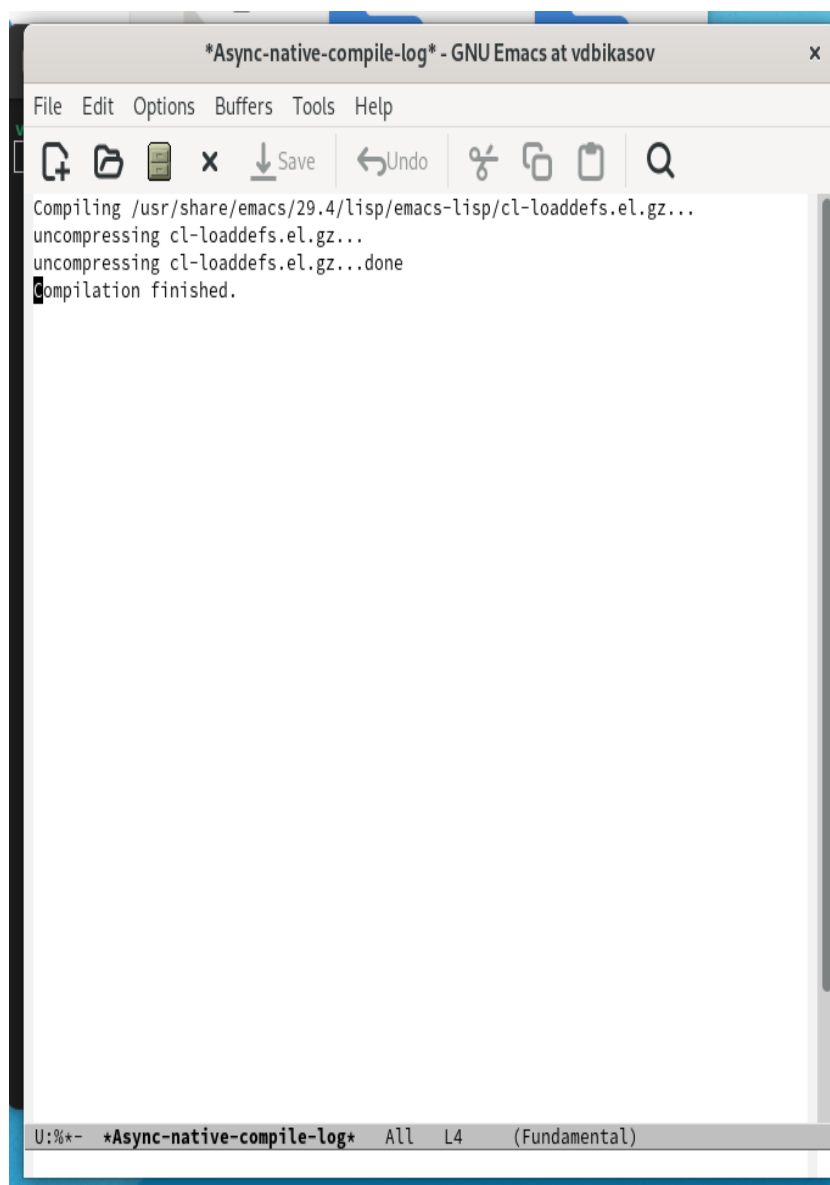 *Async-native-compile-log* - GNU Emacs at vdbikasov
File Edit Options Buffers Tools Help
Save Undo
Compiling /usr/share/emacs/29.4/lisp/emacs-lisp/cl-loaddefs.el.gz...
uncompressing cl-loaddefs.el.gz...
uncompressing cl-loaddefs.el.gz...done
Compilation finished.
U:%*- *Async-native-compile-log* All L4 (Fundamental)